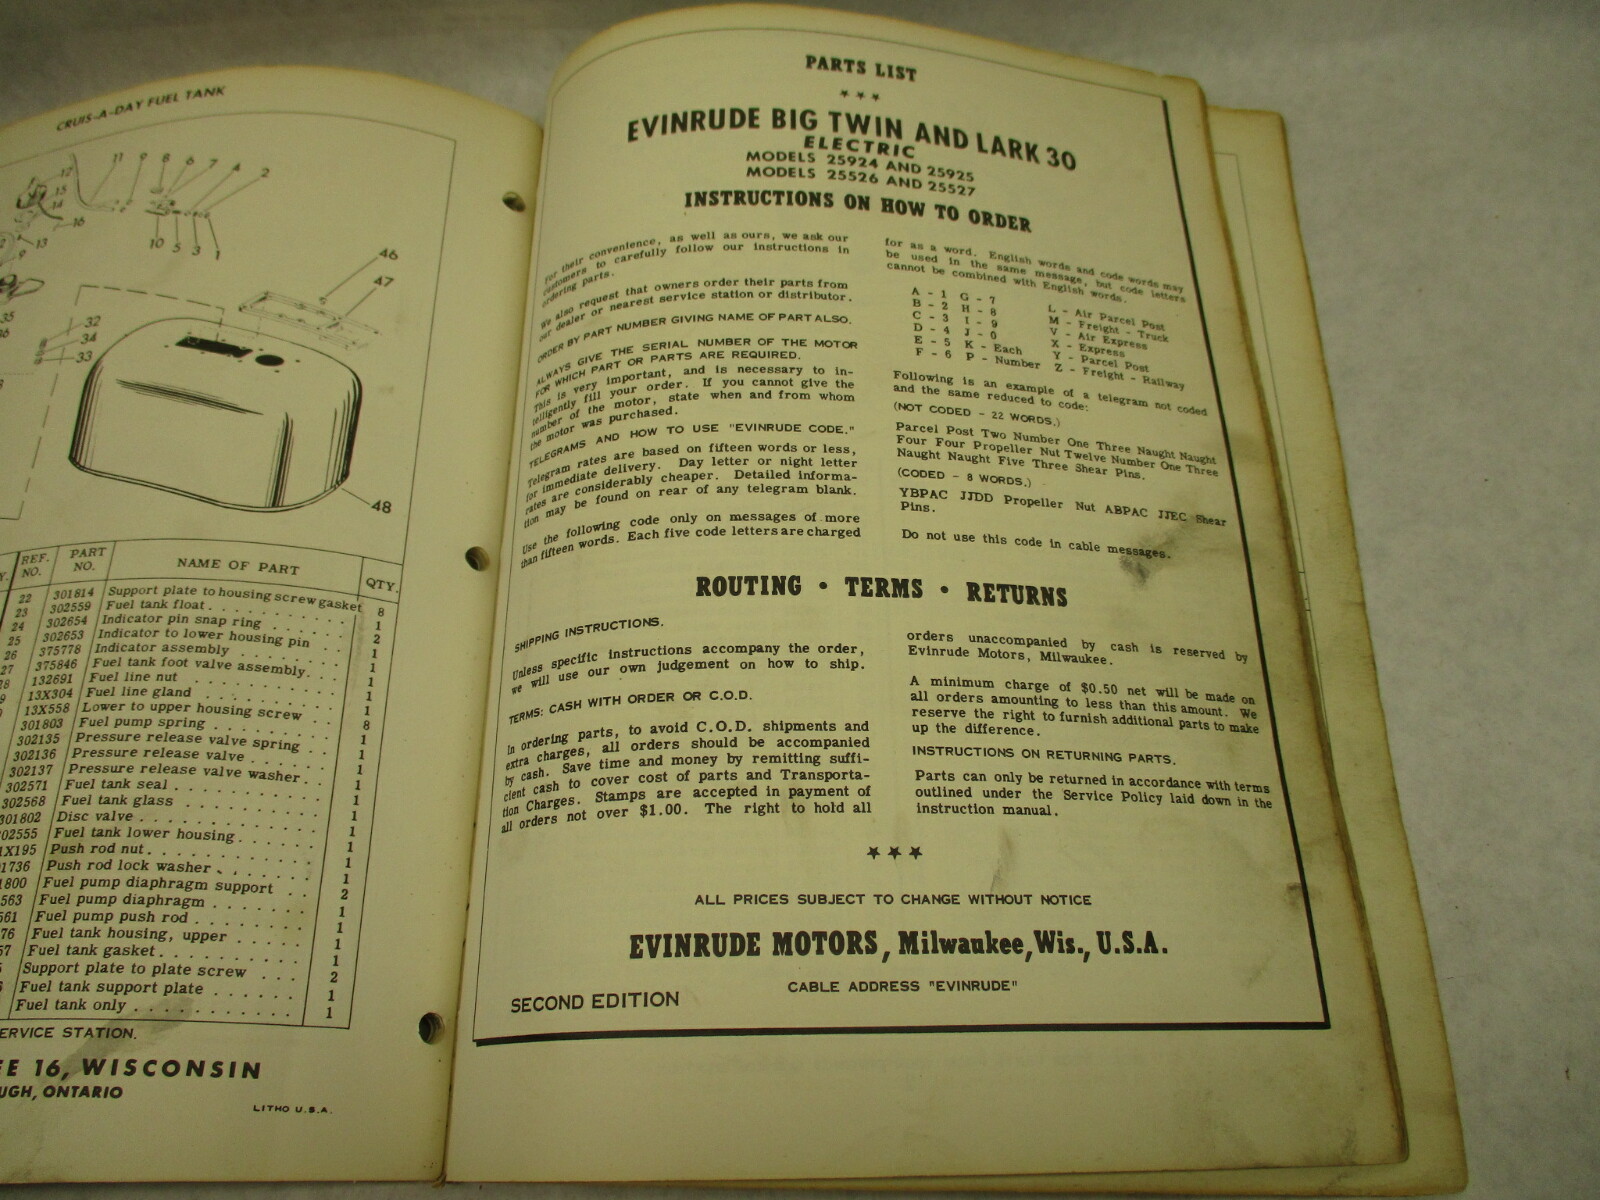 CRUIS-A-DAY FUEL TANK
12 11 9 8 6 7 4 2
15
14
16
13
9
10 5 3 1
46
47
35
32
34
33
48
REF. NO. PART NO. NAME OF PART QTY.
22 301814 Support plate to housing screw gasket 8
23 302559 Fuel tank float 1
24 302654 Indicator pin snap ring 2
25 302653 Indicator to lower housing pin 1
26 375778 Indicator assembly 1
27 375846 Fuel tank foot valve assembly 1
28 132691 Fuel line nut 1
13X304 Fuel line gland 1
13X558 Lower to upper housing screw 8
301803 Fuel pump spring 1
302135 Pressure release valve spring 1
302136 Pressure release valve 1
302137 Pressure release valve washer 1
302571 Fuel tank seal 1
302568 Fuel tank glass 1
301802 Disc valve 1
302555 Fuel tank lower housing 1
1X195 Push rod nut 1
1736 Push rod lock washer 1
1800 Fuel pump diaphragm support 2
563 Fuel pump diaphragm 1
561 Fuel pump push rod 1
76 Fuel tank housing, upper 1
57 Fuel tank gasket 1
Support plate to plate screw 2
Fuel tank support plate 1
Fuel tank only 1
ERVICE STATION.
EE 16, WISCONSIN
UGH, ONTARIO
LITHO U.S.A.
PARTS LIST
★ ★ ★
EVINRUDE BIG TWIN AND LARK 30
ELECTRIC
MODELS 25924 AND 25925
MODELS 25526 AND 25527
INSTRUCTIONS ON HOW TO ORDER
For their convenience, as well as ours, we ask our
customers to carefully follow our instructions in
ordering parts.
We also request that owners order their parts from
our dealer or nearest service station or distributor.
ORDER BY PART NUMBER GIVING NAME OF PART ALSO.
ALWAYS GIVE THE SERIAL NUMBER OF THE MOTOR
FOR WHICH PART OR PARTS ARE REQUIRED.
This is very important, and is necessary to in-
telligently fill your order. If you cannot give the
number of the motor, state when and from whom
the motor was purchased.
TELEGRAMS AND HOW TO USE "EVINRUDE CODE."
Telegram rates are based on fifteen words or less,
for immediate delivery. Day letter or night letter
rates are considerably cheaper. Detailed informa-
tion may be found on rear of any telegram blank.
Use the following code only on messages of more
than fifteen words. Each five code letters are charged
for as a word. English words and code words may
be used in the same message, but code letters
cannot be combined with English words.
A - 1 G - 7 L - Air Parcel Post
B - 2 H - 8 M - Freight - Truck
C - 3 I - 9 V - Air Express
D - 4 J - 0 X - Express
E - 5 K - Each Y - Parcel Post
F - 6 P - Number Z - Freight - Railway
Following is an example of a telegram not coded
and the same reduced to code:
(NOT CODED - 22 WORDS.)
Parcel Post Two Number One Three Naught Naught
Four Four Propeller Nut Twelve Number One Three
Naught Naught Five Three Shear Pins.
(CODED - 8 WORDS.)
YBPAC JJDD Propeller Nut ABPAC JJEC Shear
Pins.
Do not use this code in cable messages.
ROUTING • TERMS • RETURNS
SHIPPING INSTRUCTIONS.
Unless specific instructions accompany the order,
we will use our own judgement on how to ship.
TERMS: CASH WITH ORDER OR C.O.D.
In ordering parts, to avoid C.O.D. shipments and
extra charges, all orders should be accompanied
by cash. Save time and money by remitting suffi-
cient cash to cover cost of parts and Transporta-
tion Charges. Stamps are accepted in payment of
all orders not over $1.00. The right to hold all
orders unaccompanied by cash is reserved by
Evinrude Motors, Milwaukee.
A minimum charge of $0.50 net will be made on
all orders amounting to less than this amount. We
reserve the right to furnish additional parts to make
up the difference.
INSTRUCTIONS ON RETURNING PARTS.
Parts can only be returned in accordance with terms
outlined under the Service Policy laid down in the
instruction manual.
★ ★ ★
ALL PRICES SUBJECT TO CHANGE WITHOUT NOTICE
EVINRUDE MOTORS, Milwaukee, Wis., U.S.A.
CABLE ADDRESS "EVINRUDE"
SECOND EDITION